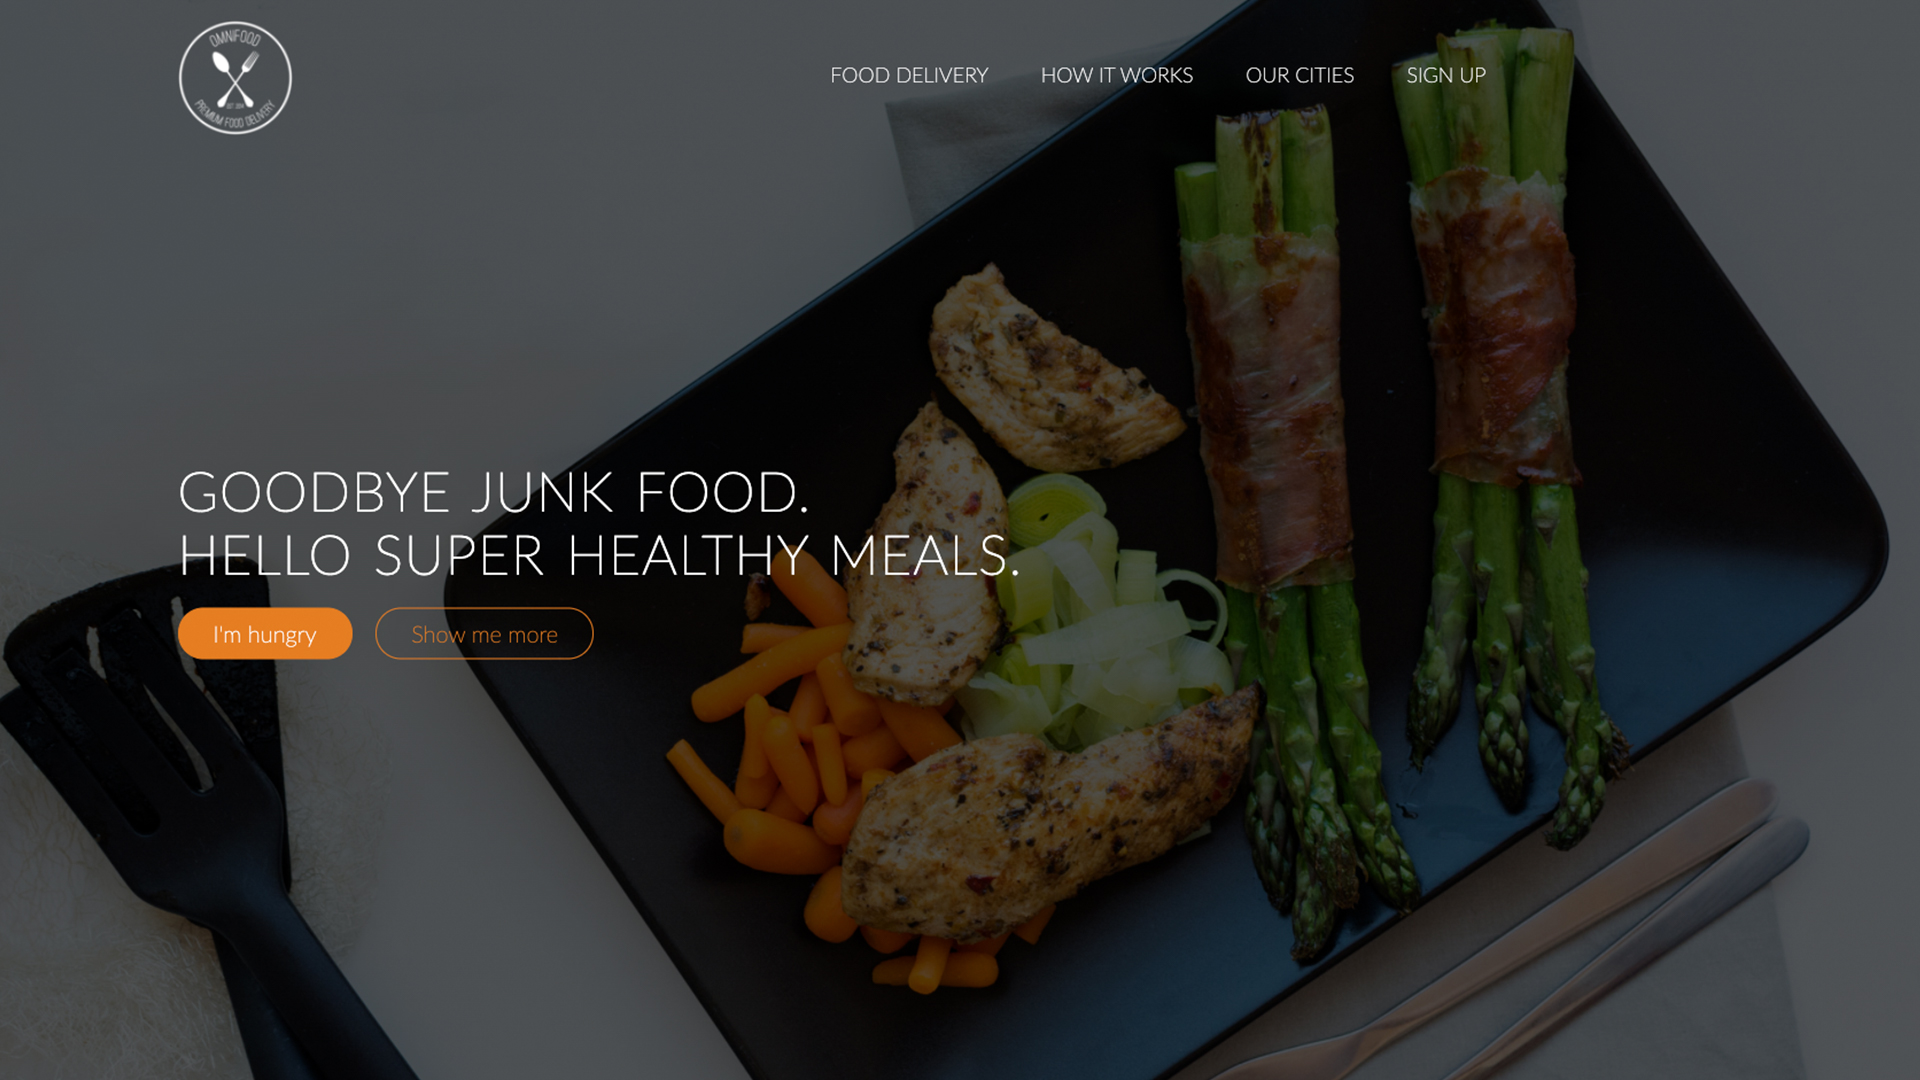 OMNIFOOD
EST 2014
PREMIUM FOOD DELIVERY
FOOD DELIVERY
HOW IT WORKS
OUR CITIES
SIGN UP
GOODBYE JUNK FOOD.
HELLO SUPER HEALTHY MEALS.
I'm hungry
Show me more